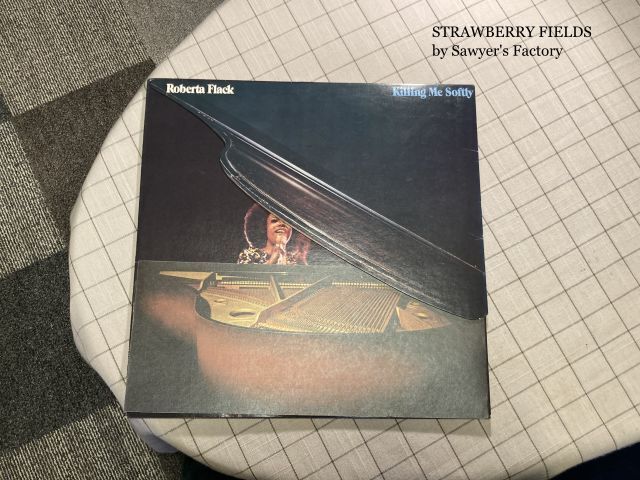 STRAWBERRY FIELDS
by Sawyer's Factory
Roberta Flack
Killing Me Softly